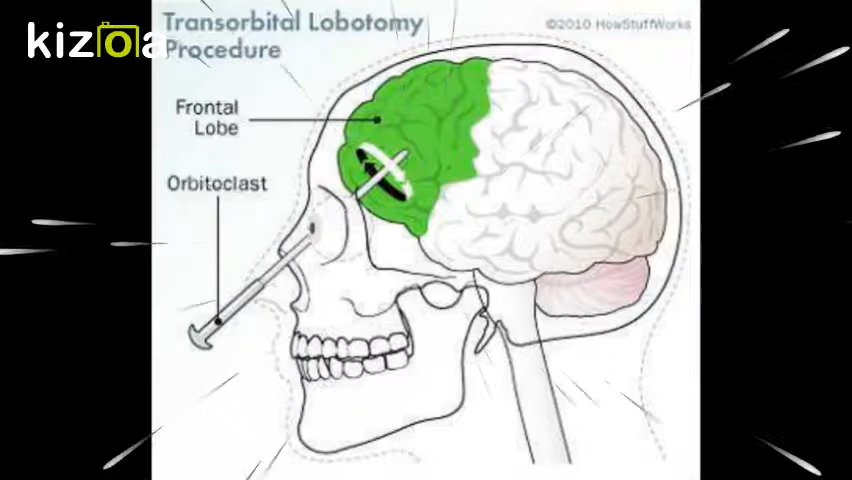 kizoa
Transorbital Lobotomy
Procedure
©2010 HowStuffWorks
Frontal
Lobe
Orbitoclast